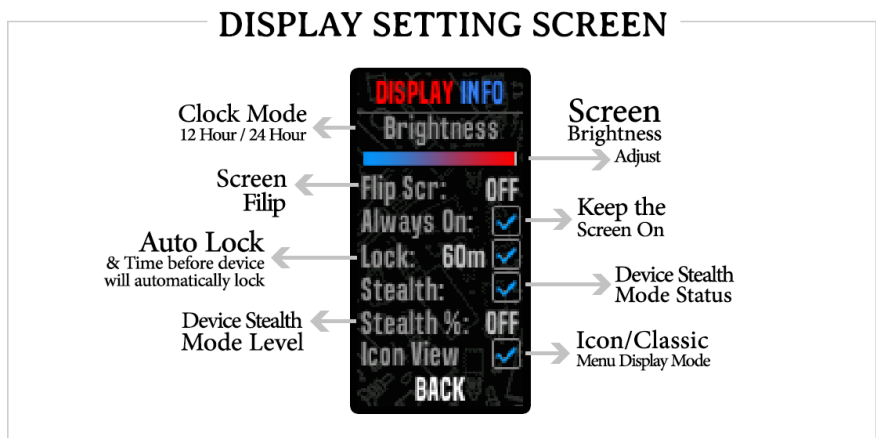 DISPLAY SETTING SCREEN
DISPLAY INFO
Clock Mode
12 Hour / 24 Hour
Brightness
Screen
Brightness
Adjust
Screen
Filip
Flip Scr: OFF
Always On:
Keep the
Screen On
Auto Lock
& Time before device
will automatically lock
Lock: 60m
Stealth:
Device Stealth
Mode Status
Device Stealth
Mode Level
Stealth %: OFF
Icon View
Icon/Classic
Menu Display Mode
BACK